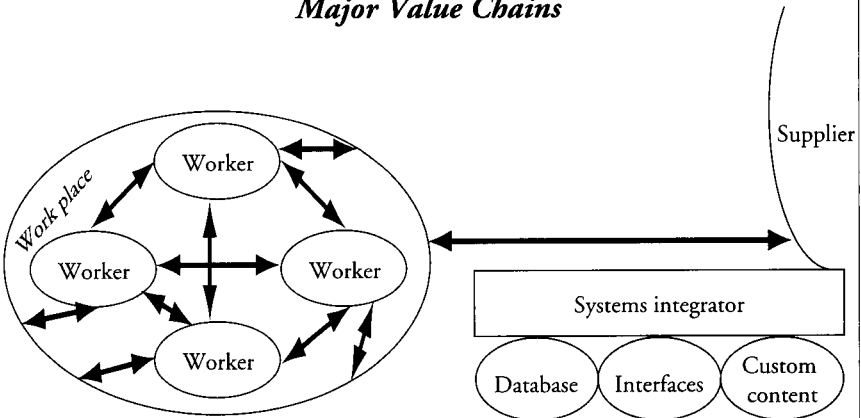 Major Value Chains
Supplier
Work place
Worker
Worker
Worker
Worker
Systems integrator
Database
Interfaces
Custom
content